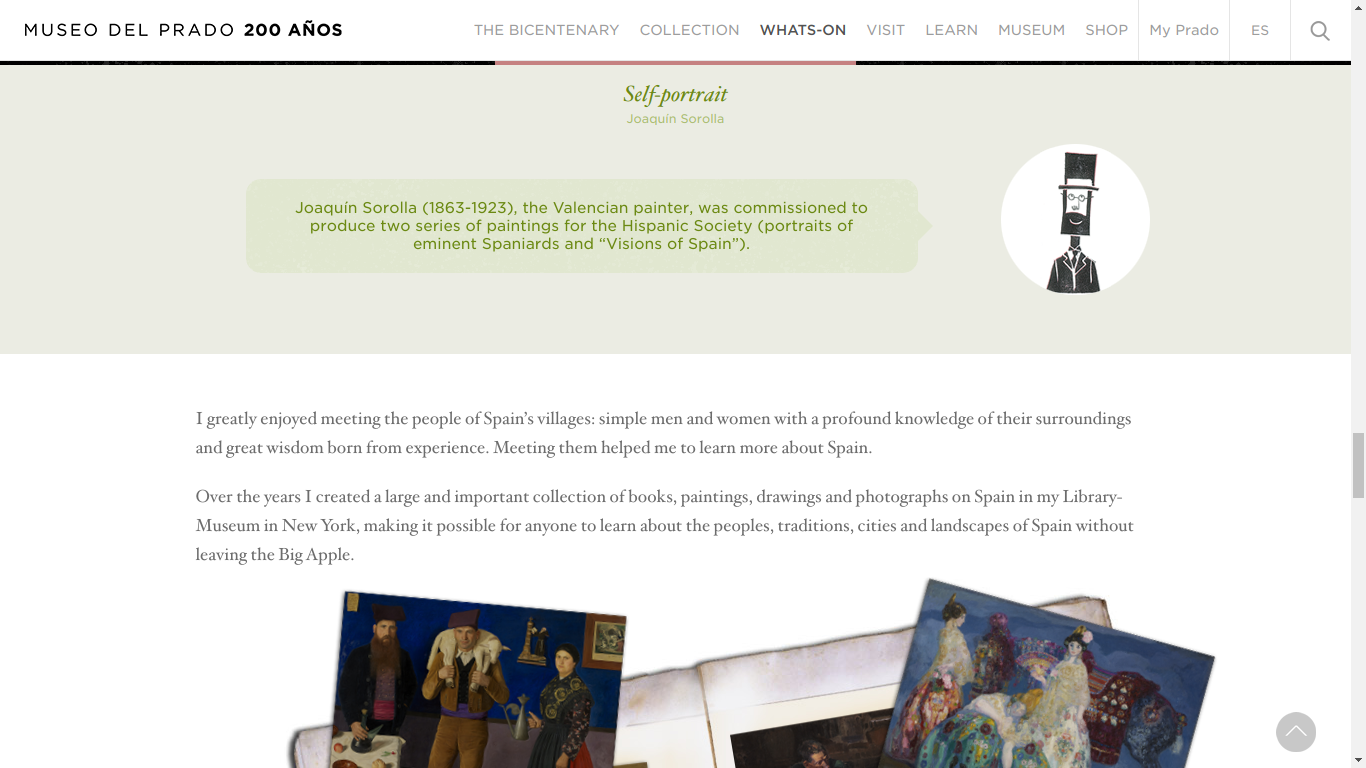 MUSEO DEL PRADO 200 AÑOS
THE BICENTENARY COLLECTION WHATS-ON VISIT LEARN MUSEUM SHOP My Prado ES
Self-portrait
Joaquín Sorolla
Joaquín Sorolla (1863-1923), the Valencian painter, was commissioned to
produce two series of paintings for the Hispanic Society (portraits of
eminent Spaniards and “Visions of Spain”).
I greatly enjoyed meeting the people of Spain’s villages: simple men and women with a profound knowledge of their surroundings
and great wisdom born from experience. Meeting them helped me to learn more about Spain.
Over the years I created a large and important collection of books, paintings, drawings and photographs on Spain in my Library-
Museum in New York, making it possible for anyone to learn about the peoples, traditions, cities and landscapes of Spain without
leaving the Big Apple.